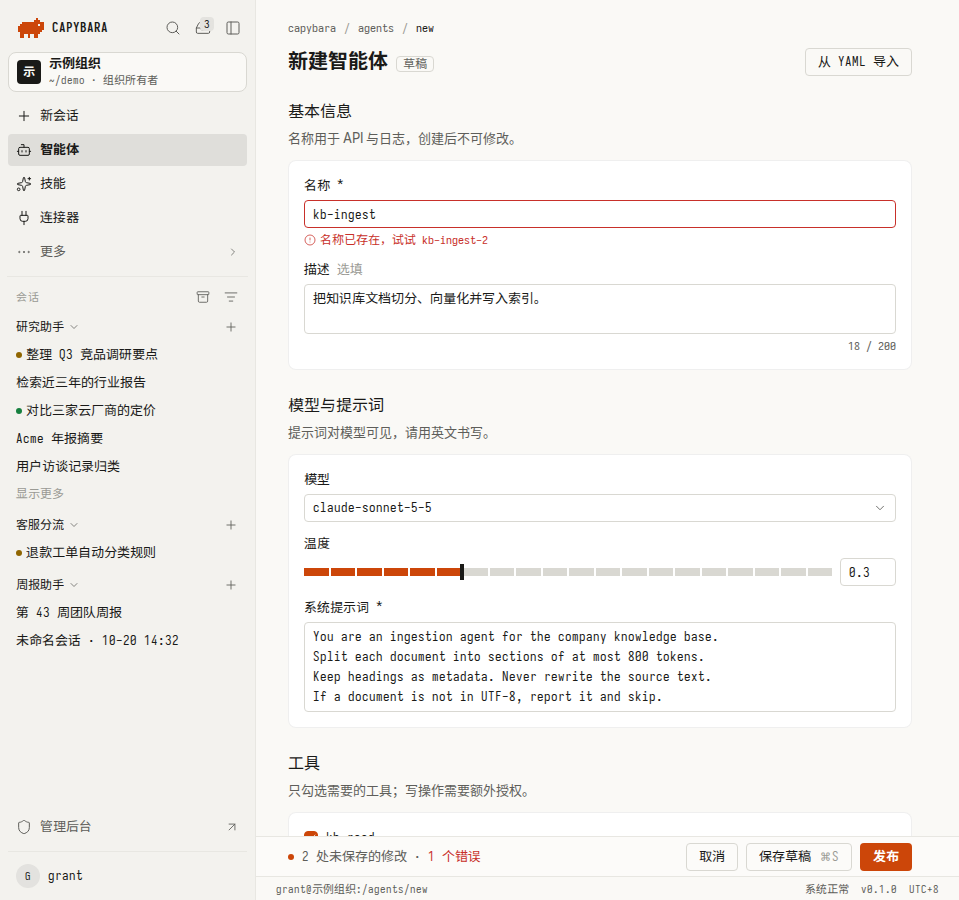 CAPYBARA
3
示
示例组织
~/demo · 组织所有者
新会话
智能体
技能
连接器
更多
会话
研究助手
整理 Q3 竞品调研要点
检索近三年的行业报告
对比三家云厂商的定价
Acme 年报摘要
用户访谈记录归类
显示更多
客服分流
退款工单自动分类规则
周报助手
第 43 周团队周报
未命名会话 · 10-20 14:32
管理后台
G
grant
capybara / agents / new
新建智能体
草稿
从 YAML 导入
基本信息
名称用于 API 与日志，创建后不可修改。
名称 *
kb-ingest
名称已存在，试试 kb-ingest-2
描述 选填
把知识库文档切分、向量化并写入索引。
18 / 200
模型与提示词
提示词对模型可见，请用英文书写。
模型
claude-sonnet-5-5
温度
0.3
系统提示词 *
You are an ingestion agent for the company knowledge base.
Split each document into sections of at most 800 tokens.
Keep headings as metadata. Never rewrite the source text.
If a document is not in UTF-8, report it and skip.
工具
只勾选需要的工具；写操作需要额外授权。
2 处未保存的修改 · 1 个错误
取消
保存草稿 ⌘S
发布
grant@示例组织:/agents/new
系统正常 v0.1.0 UTC+8